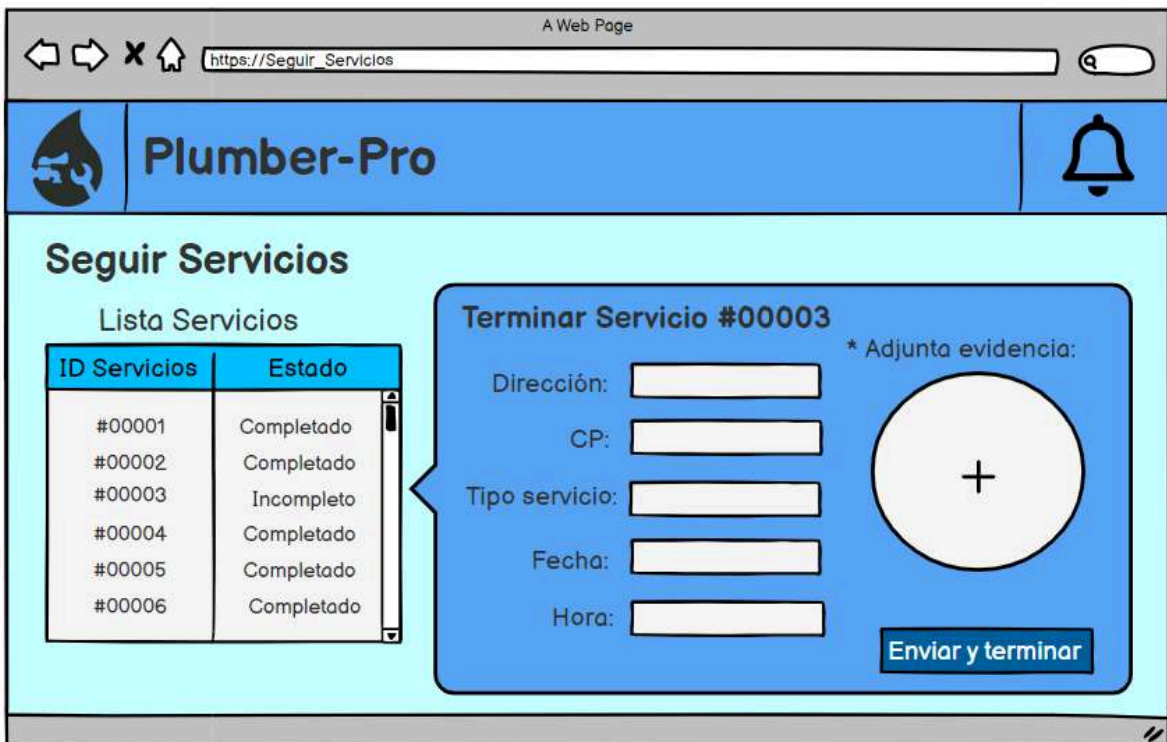 A Web Page
https://Seguir_Servicios
Plumber-Pro
Seguir Servicios
Lista Servicios
ID Servicios Estado
#00001 Completado
#00002 Completado
#00003 Incompleto
#00004 Completado
#00005 Completado
#00006 Completado
Terminar Servicio #00003
* Adjunta evidencia:
Dirección:
CP:
Tipo servicio:
Fecha:
Hora:
+
Enviar y terminar